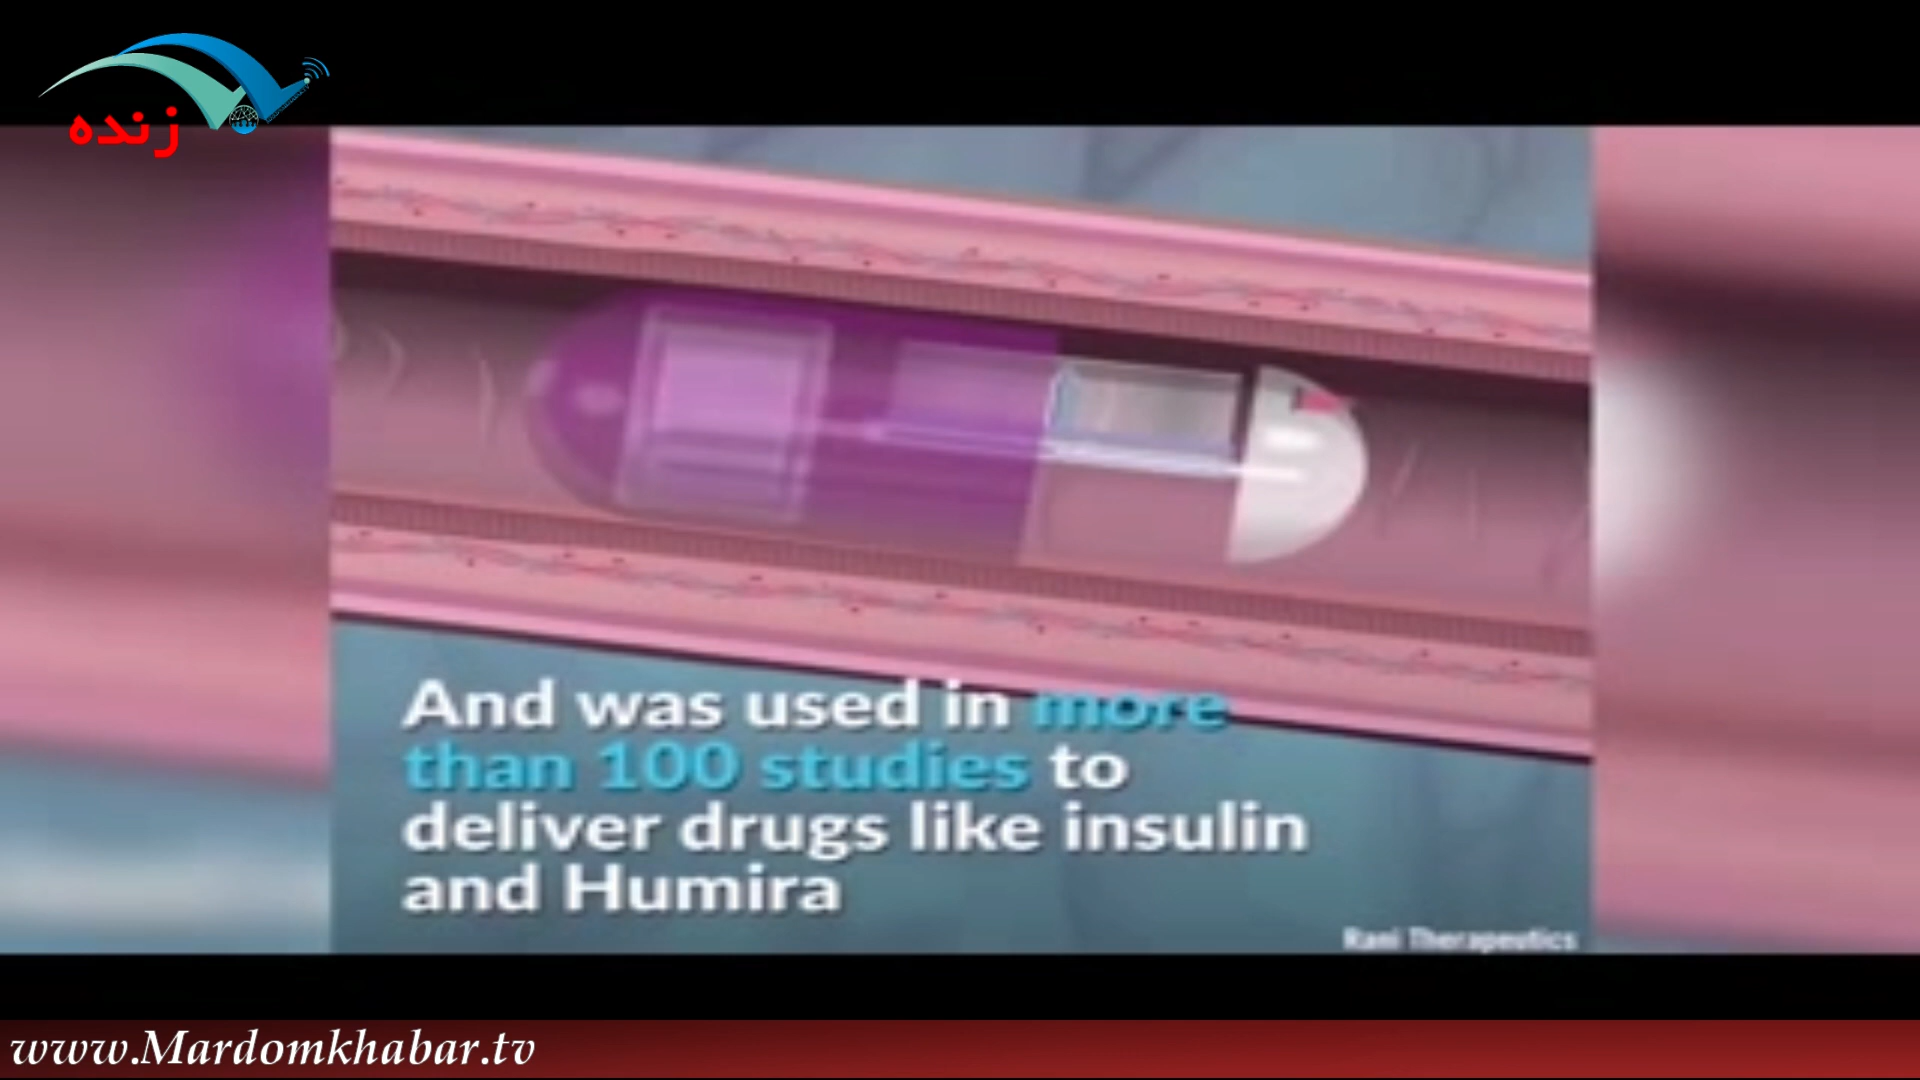 زنده
And was used in more
than 100 studies to
deliver drugs like insulin
and Humira
Rani Therapeutics
www.Mardomkhabar.tv